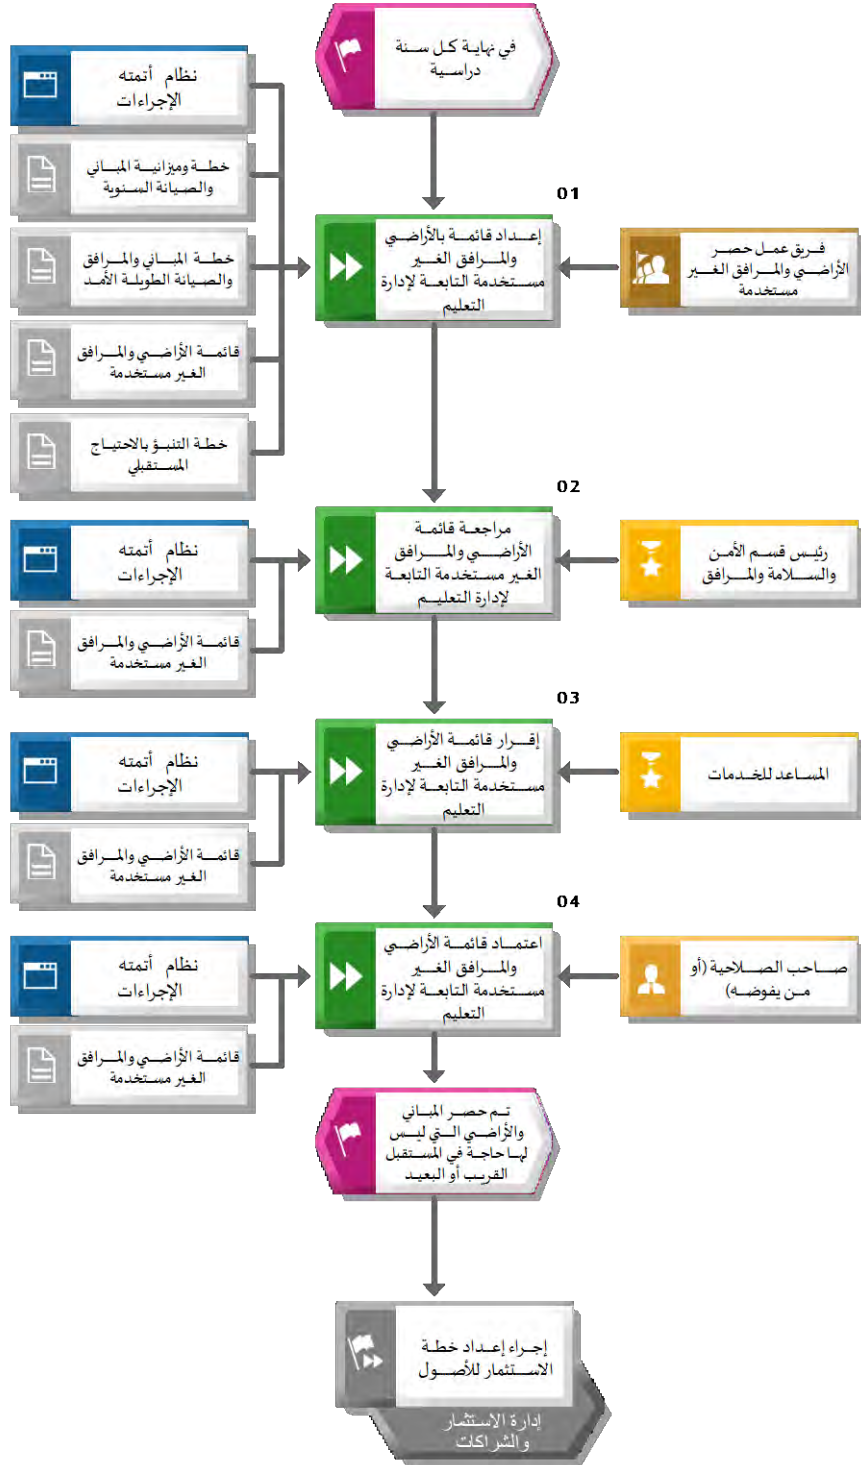 في نهاية كل سنة
دراسية
نظام أتمته
الإجراءات
خطة وميزانية المباني
والصيانة السنوية
خطة المباني والمرافق
والصيانة الطويلة الأمد
قائمة الأراضي والمرافق
الغير مستخدمة
خطة التنبؤ بالاحتياج
المستقبلي
01
إعداد قائمة بالأراضي
والمرافق الغير
مستخدمة التابعة لإدارة
التعليم
فريق عمل حصر
الأراضي والمرافق الغير
مستخدمة
02
مراجعة قائمة
الأراضي والمرافق
الغير مستخدمة التابعة
لإدارة التعليم
رئيس قسم الأمن
والسلامة والمرافق
نظام أتمته
الإجراءات
قائمة الأراضي والمرافق
الغير مستخدمة
03
إقرار قائمة الأراضي
والمرافق الغير
مستخدمة التابعة لإدارة
التعليم
المساعد للخدمات
نظام أتمته
الإجراءات
قائمة الأراضي والمرافق
الغير مستخدمة
04
اعتماد قائمة الأراضي
والمرافق الغير
مستخدمة التابعة لإدارة
التعليم
صاحب الصلاحية (أو
من يفوضه)
نظام أتمته
الإجراءات
قائمة الأراضي والمرافق
الغير مستخدمة
تم حصر المباني
والأراضي التي ليس
لها حاجة في المستقبل
القريب أو البعيد
إجراء إعداد خطة
الاستثمار للأصول
إدارة الاستثمار
والشراكات